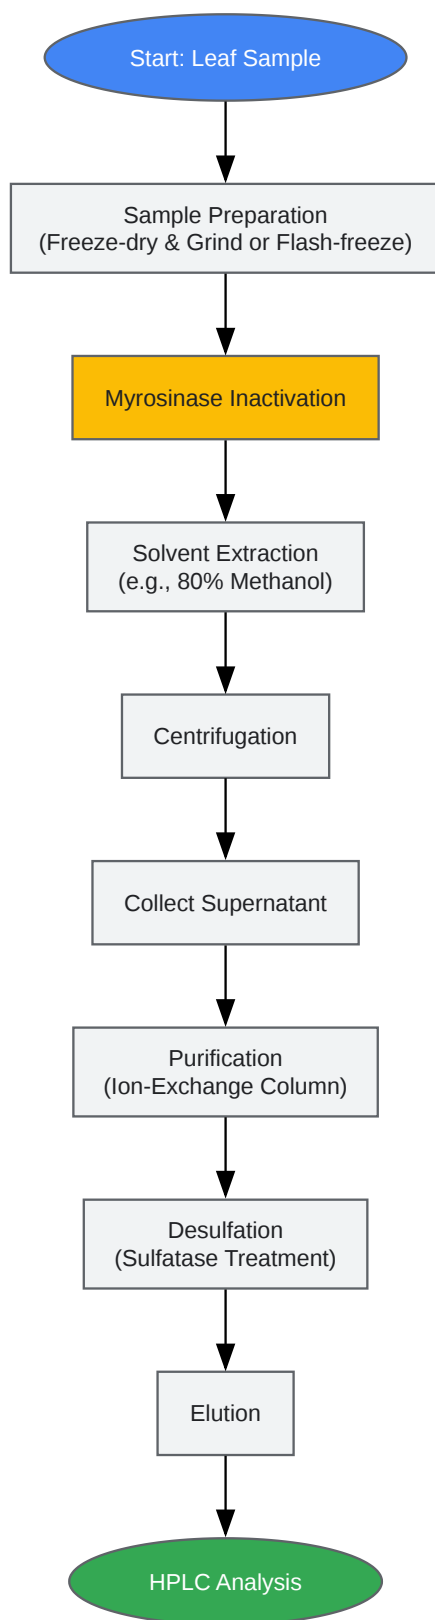 Start: Leaf Sample
Sample Preparation
(Freeze-dry & Grind or Flash-freeze)
Myrosinase Inactivation
Solvent Extraction
(e.g., 80% Methanol)
Centrifugation
Collect Supernatant
Purification
(Ion-Exchange Column)
Desulfation
(Sulfatase Treatment)
Elution
HPLC Analysis